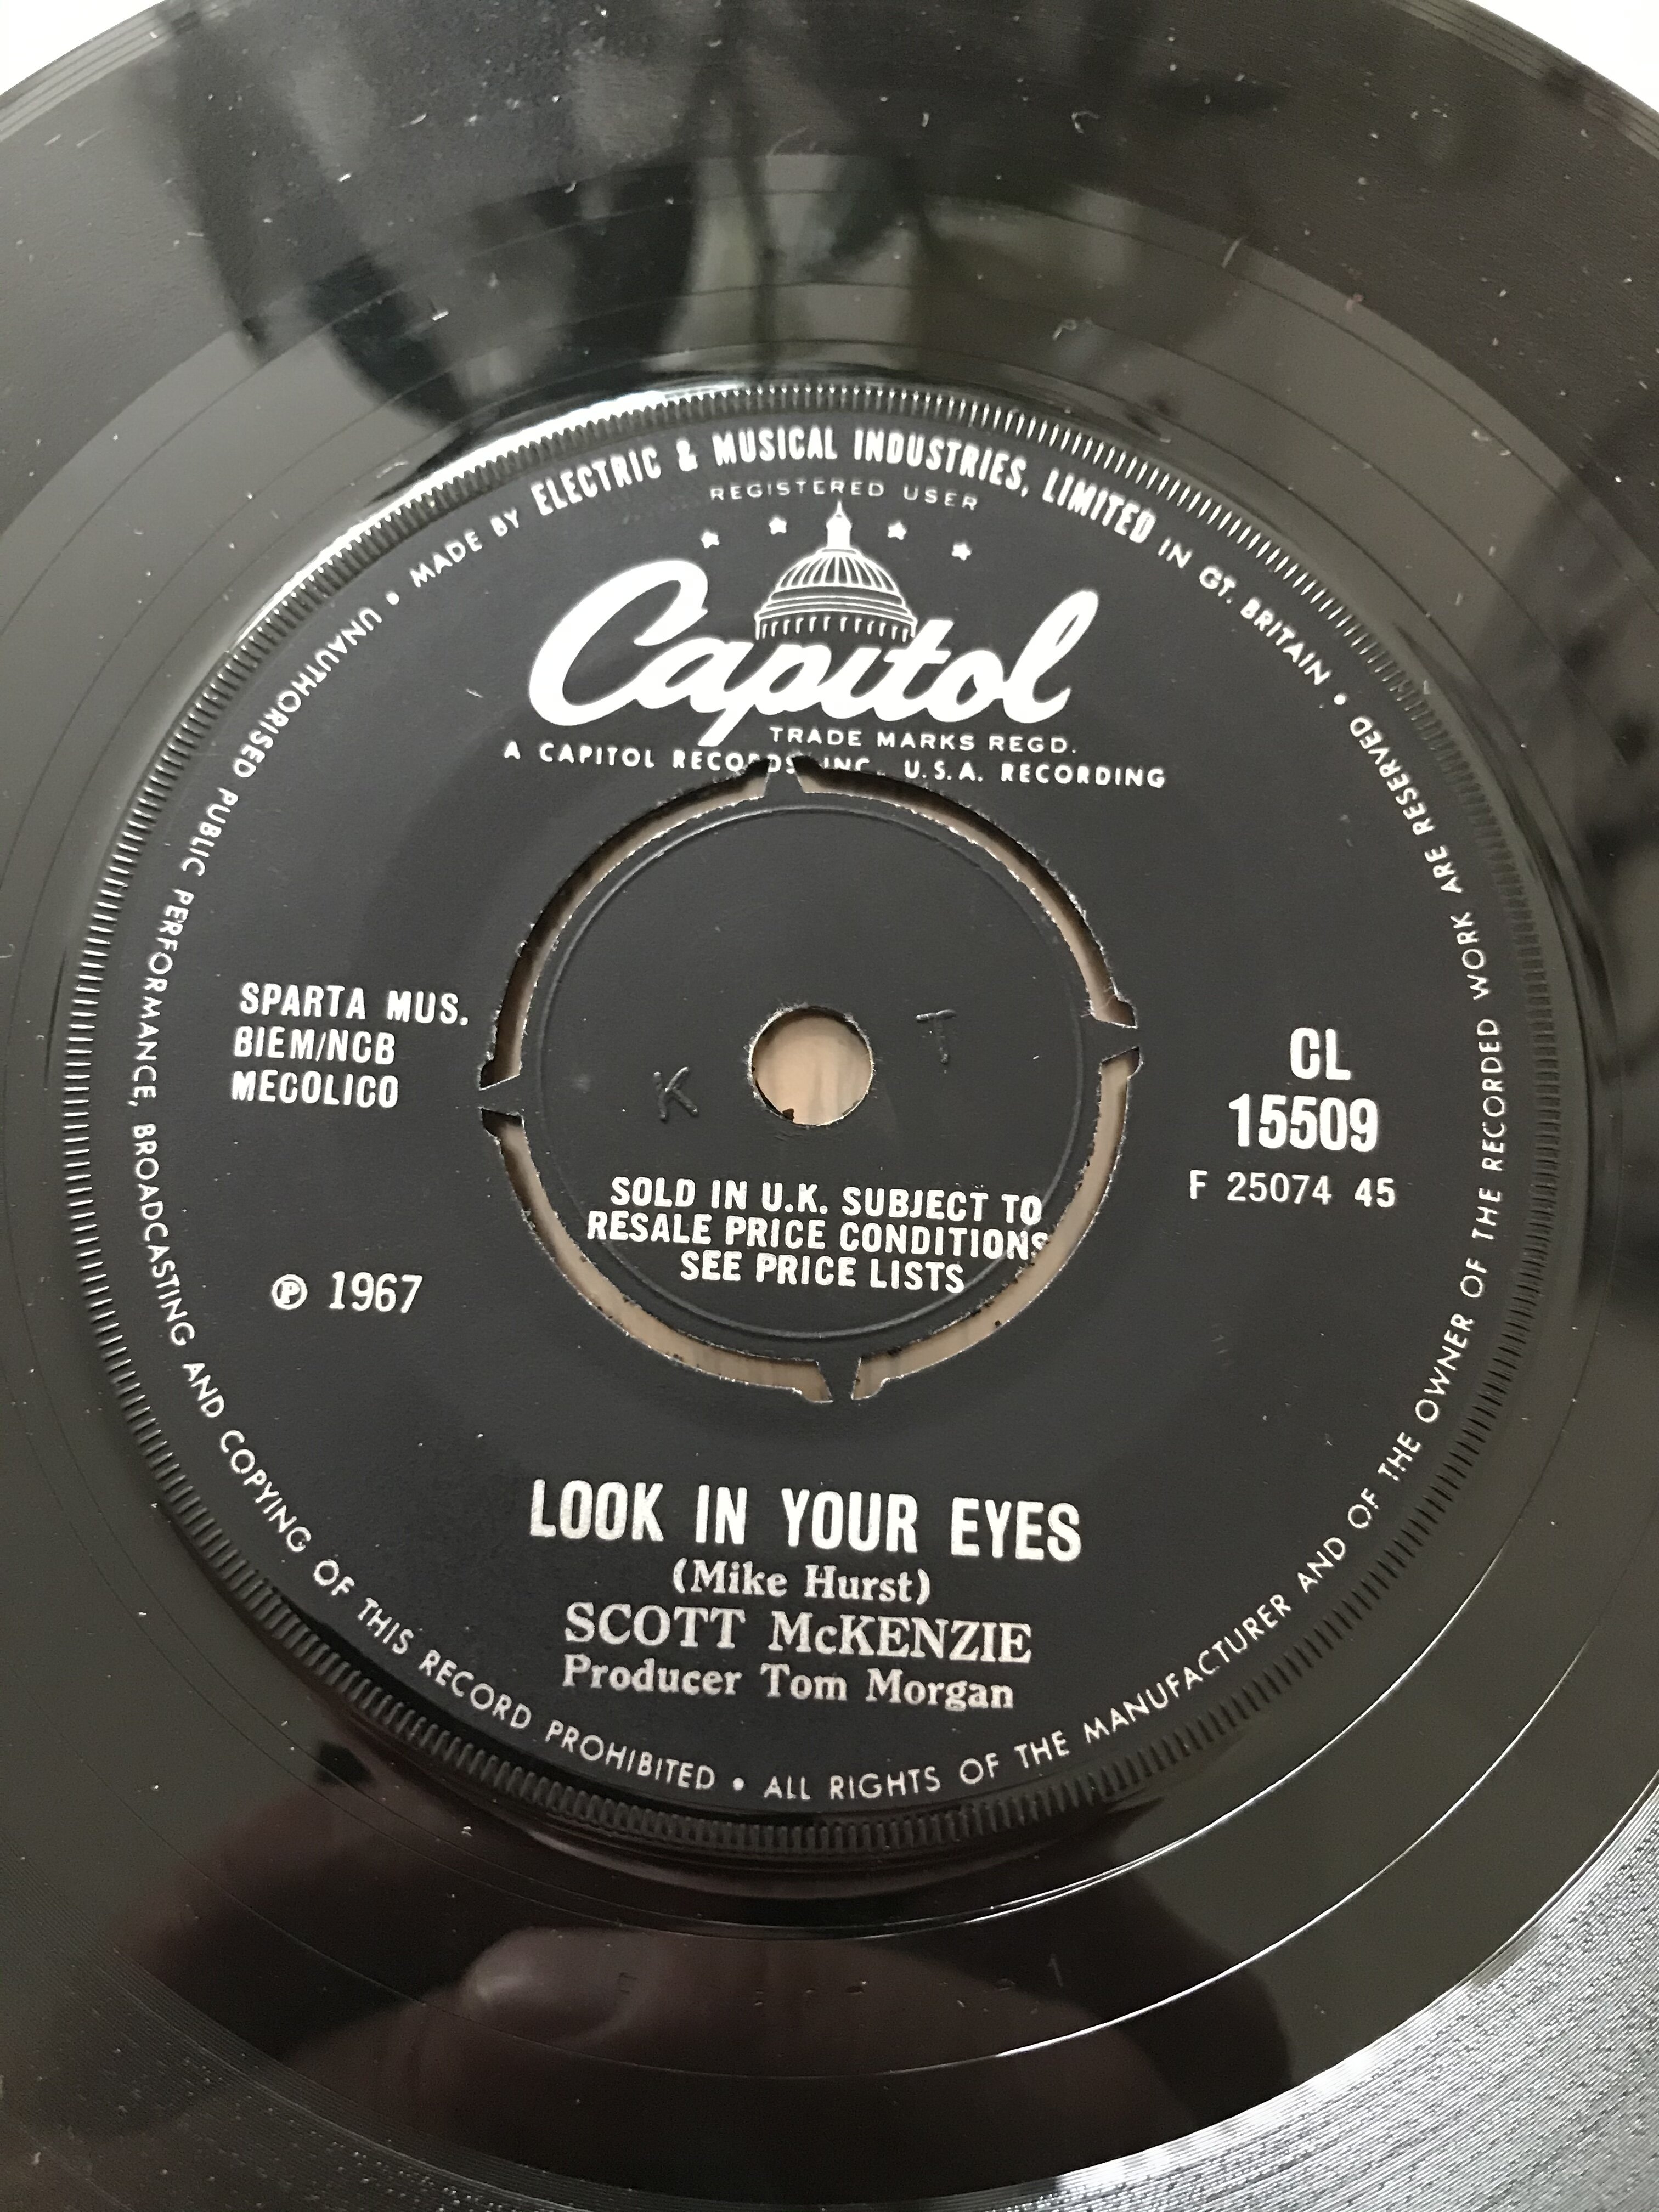 MADE BY ELECTRIC & MUSICAL INDUSTRIES, LIMITED IN GT. BRITAIN • ALL RIGHTS OF THE MANUFACTURER AND OF THE OWNER OF THE RECORDED WORK ARE RESERVED • UNAUTHORISED PUBLIC PERFORMANCE, BROADCASTING AND COPYING OF THIS RECORD PROHIBITED •
REGISTERED USER
Capitol
TRADE MARKS REGD.
A CAPITOL RECORDS, INC., U.S.A. RECORDING
SPARTA MUS.
BIEM/NCB
MECOLICO
℗ 1967
K T
SOLD IN U.K. SUBJECT TO
RESALE PRICE CONDITIONS
SEE PRICE LISTS
CL
15509
F 25074 45
LOOK IN YOUR EYES
(Mike Hurst)
SCOTT McKENZIE
Producer Tom Morgan